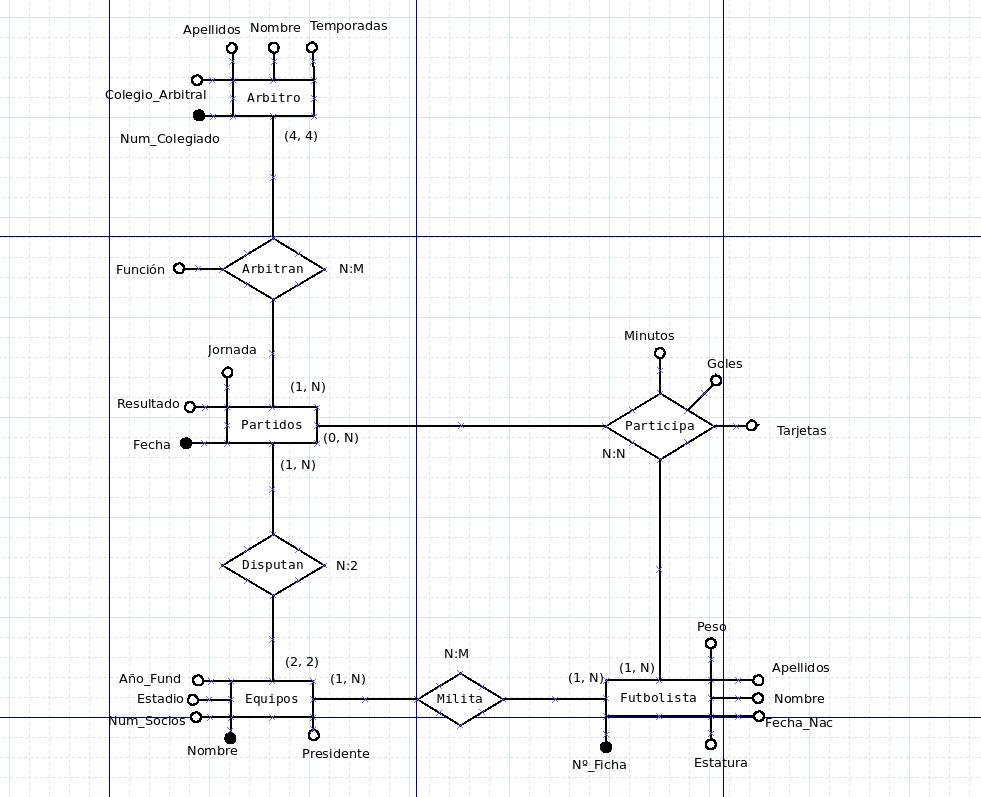 Apellidos
Nombre
Temporadas
Colegio_Arbitral
Arbitro
Num_Colegiado
(4, 4)
Función
Arbitran
N:M
Jornada
(1, N)
Resultado
Partidos
Fecha
(0, N)
(1, N)
Minutos
Goles
Participa
Tarjetas
N:N
Disputan
N:2
(2, 2)
Año_Fund
Estadio
Equipos
Num_Socios
Nombre
Presidente
(1, N)
N:M
Milita
(1, N)
(1, N)
Peso
Futbolista
Apellidos
Nombre
Fecha_Nac
Nº_Ficha
Estatura